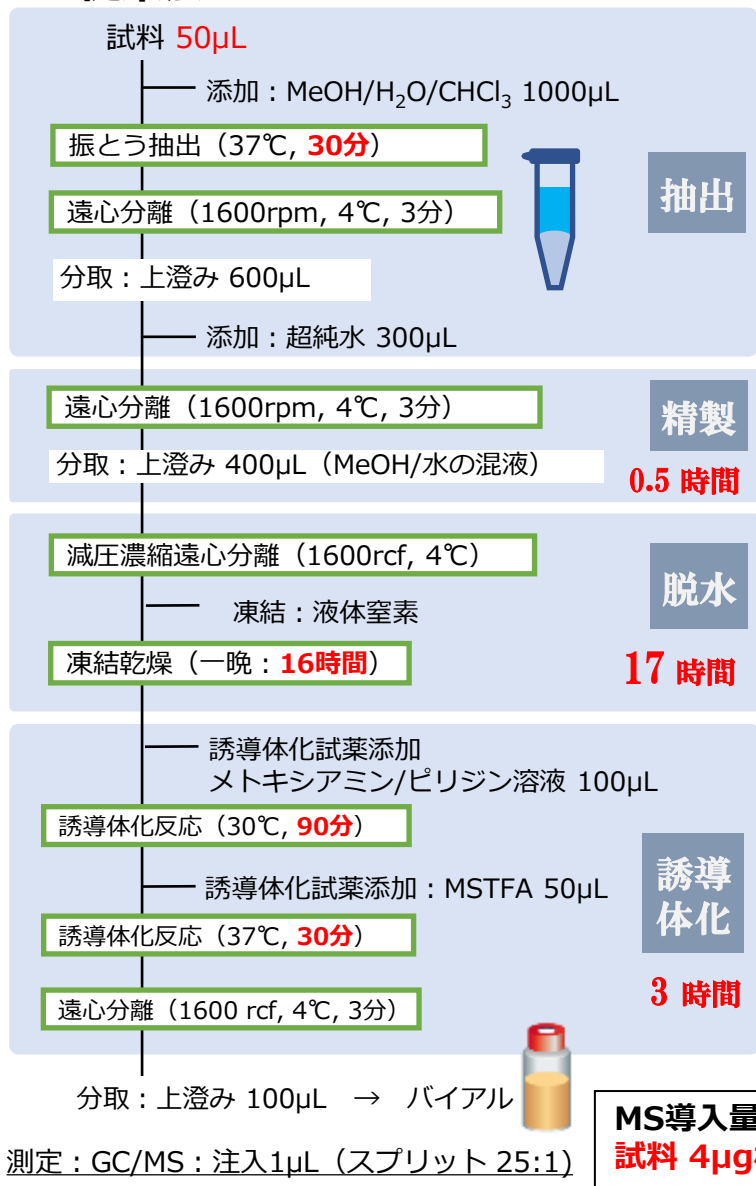 試料 50µL
添加：MeOH/H₂O/CHCl₃ 1000µL
振とう抽出（37℃, 30分）
遠心分離（1600rpm, 4℃, 3分）
抽出
分取：上澄み 600µL
添加：超純水 300µL
遠心分離（1600rpm, 4℃, 3分）
精製
分取：上澄み 400µL（MeOH/水の混液）
0.5 時間
減圧濃縮遠心分離（1600rcf, 4℃）
脱水
凍結：液体窒素
凍結乾燥（一晩：16時間）
17 時間
誘導体化試薬添加
メトキシアミン/ピリジン溶液 100µL
誘導体化反応（30℃, 90分）
誘導
体化
誘導体化試薬添加：MSTFA 50µL
誘導体化反応（37℃, 30分）
3 時間
遠心分離（1600 rcf, 4℃, 3分）
分取：上澄み 100µL → バイアル
MS導入量
試料 4µg
測定：GC/MS：注入1µL（スプリット 25:1）